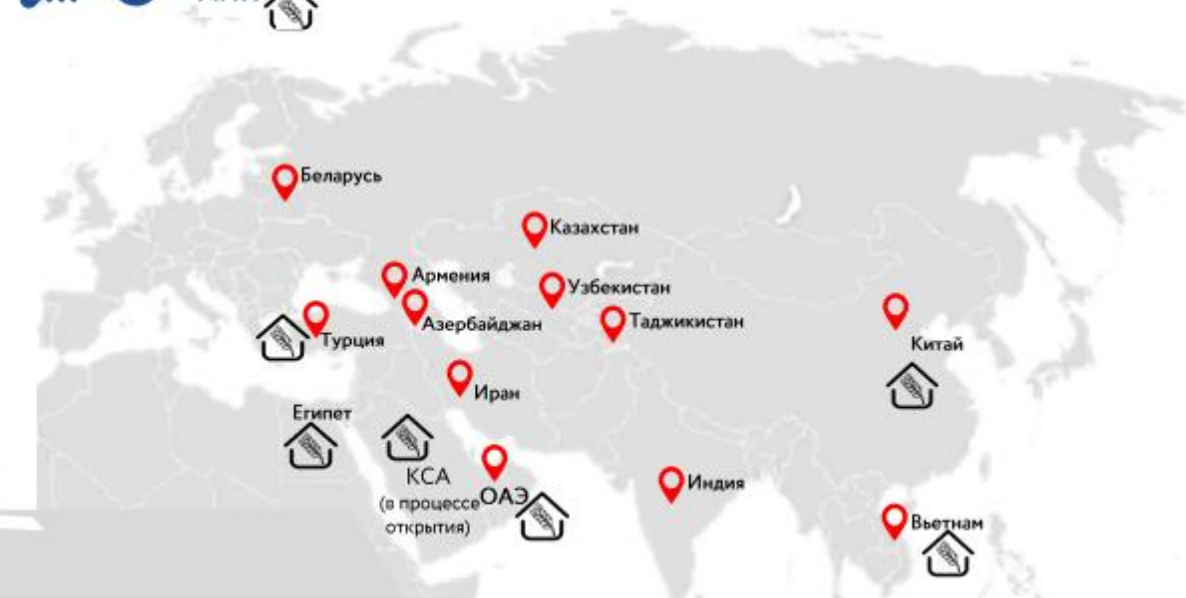 Беларусь
Казахстан
Армения
Узбекистан
Азербайджан
Таджикистан
Турция
Китай
Иран
Египет
КСА
(в процессе
открытия)
ОАЭ
Индия
Вьетнам